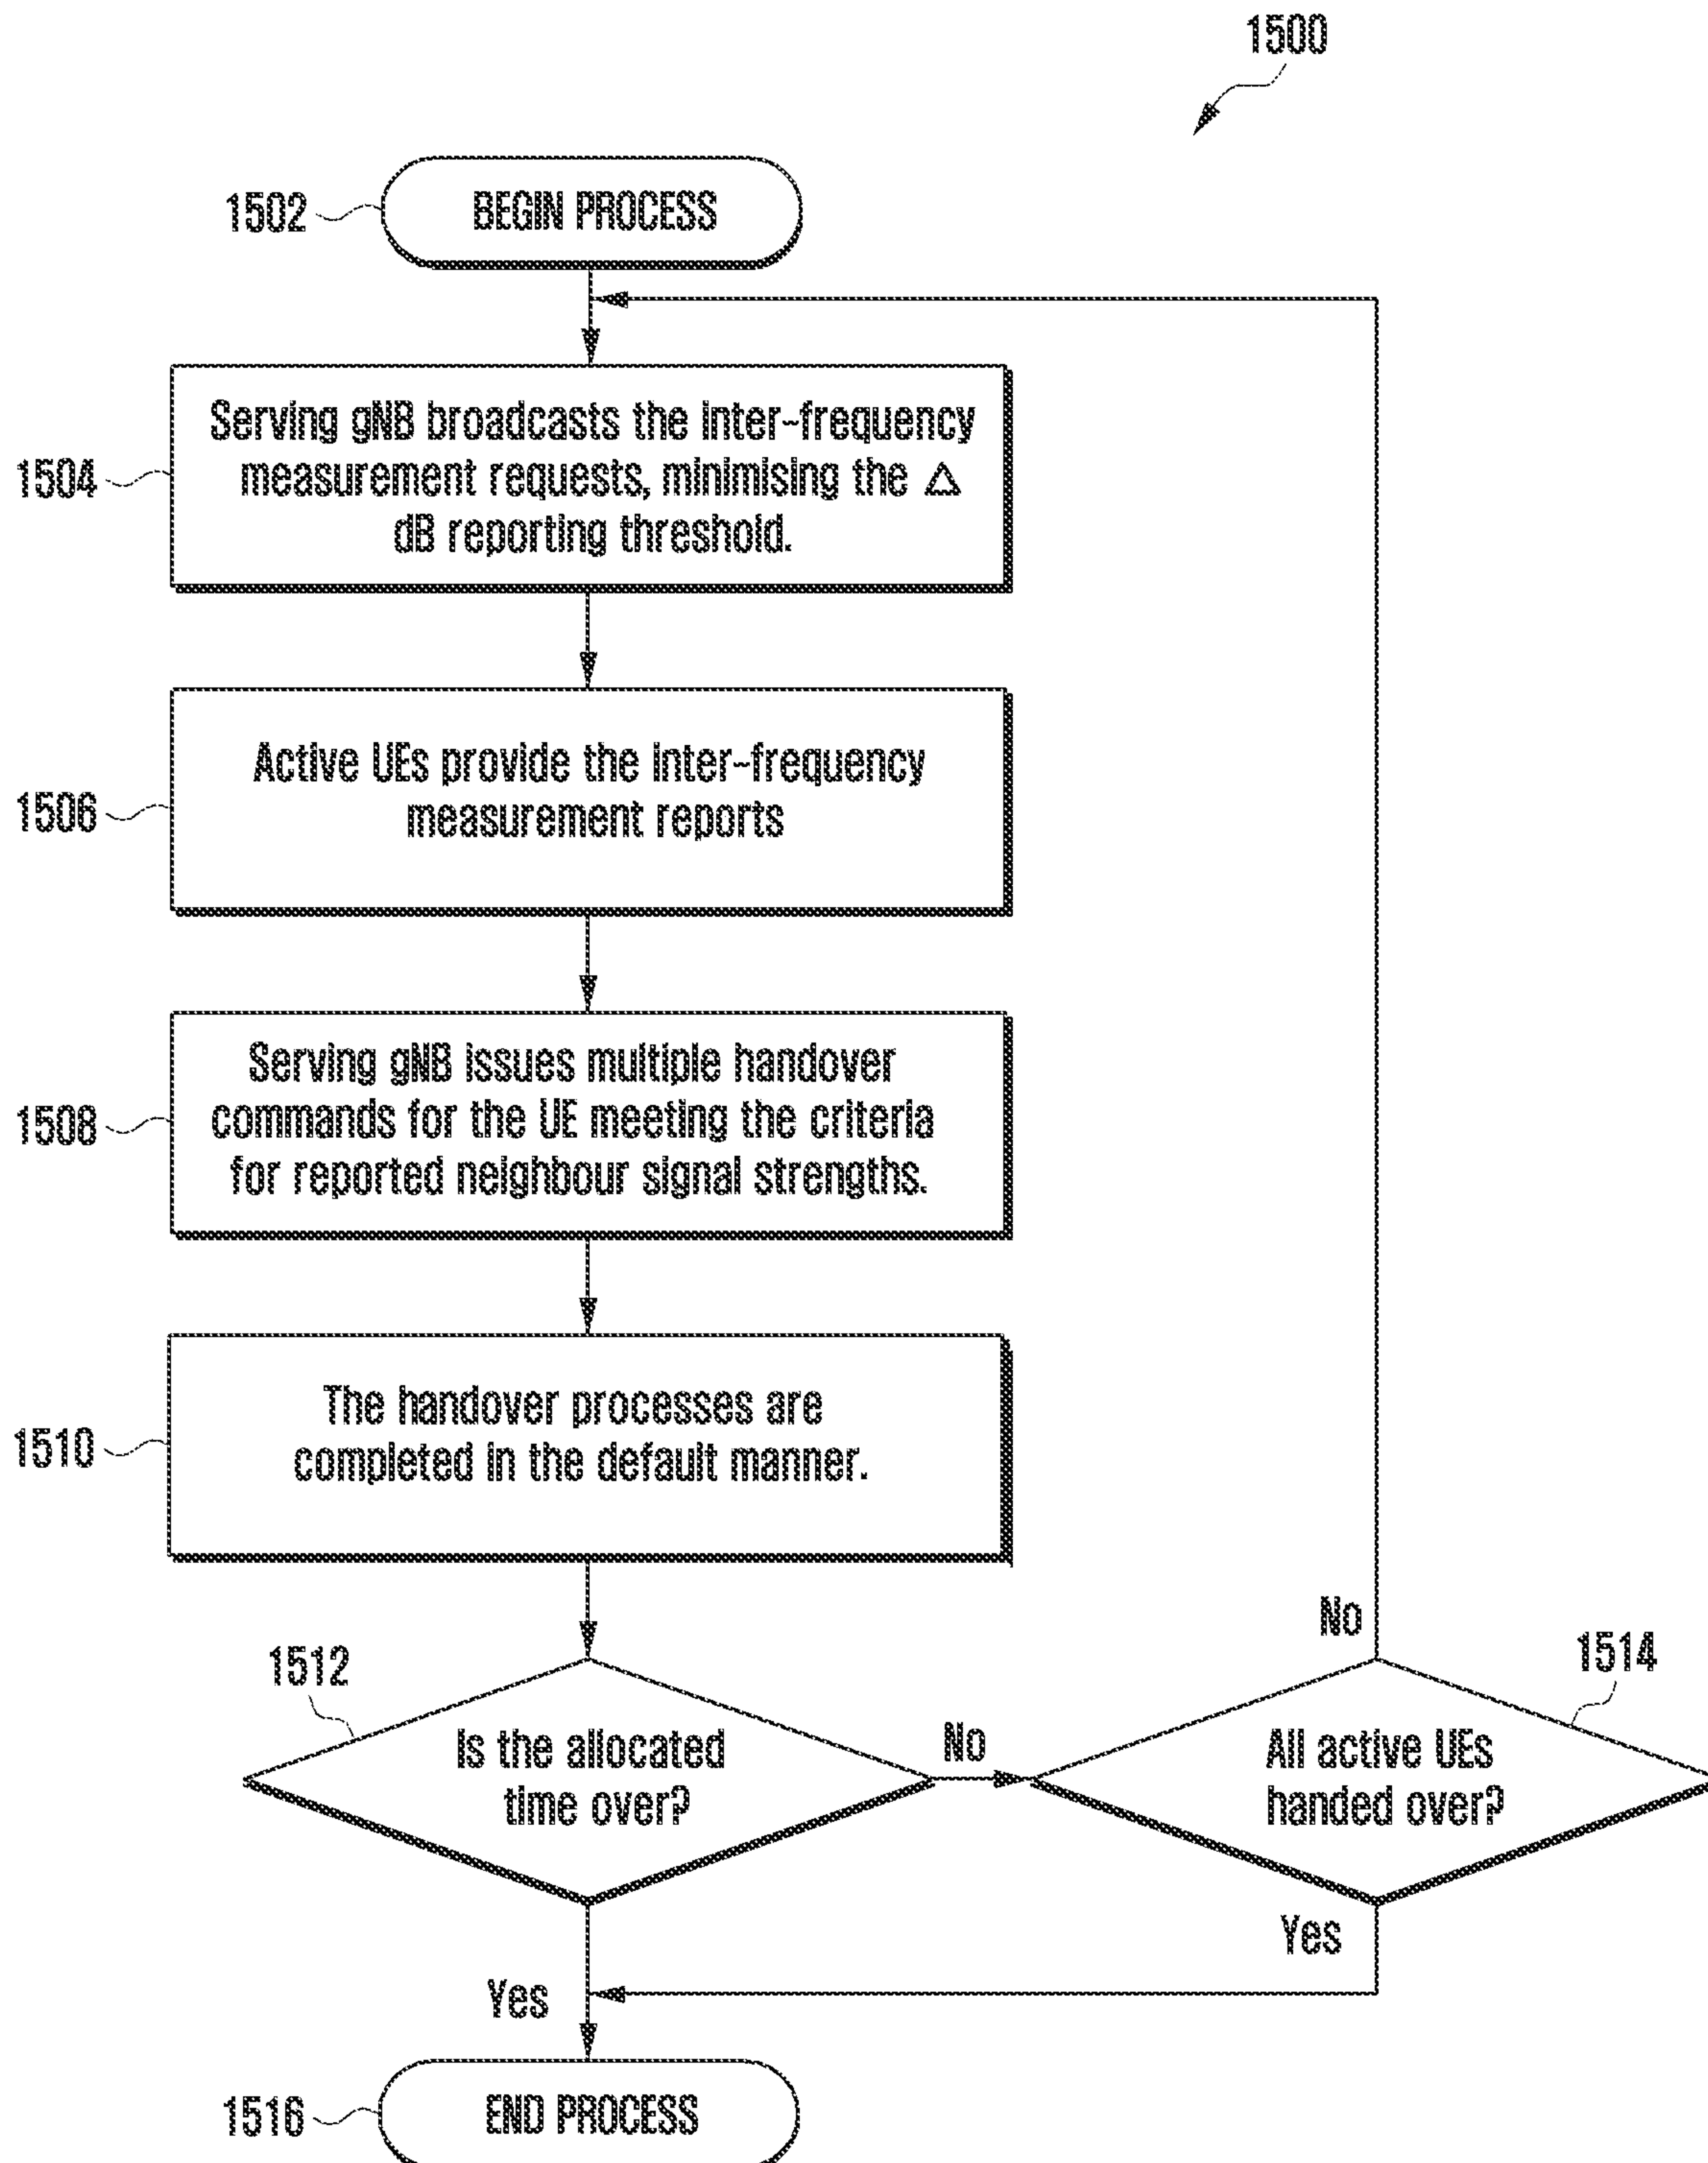 1500
1502
BEGIN PROCESS
1504
Serving gNB broadcasts the inter-frequency
measurement requests, minimising the Δ
dB reporting threshold.
1506
Active UEs provide the inter-frequency
measurement reports
1508
Serving gNB issues multiple handover
commands for the UE meeting the criteria
for reported neighbour signal strengths.
1510
The handover processes are
completed in the default manner.
1512
Is the allocated
time over?
No
No
1514
All active UEs
handed over?
Yes
Yes
1516
END PROCESS